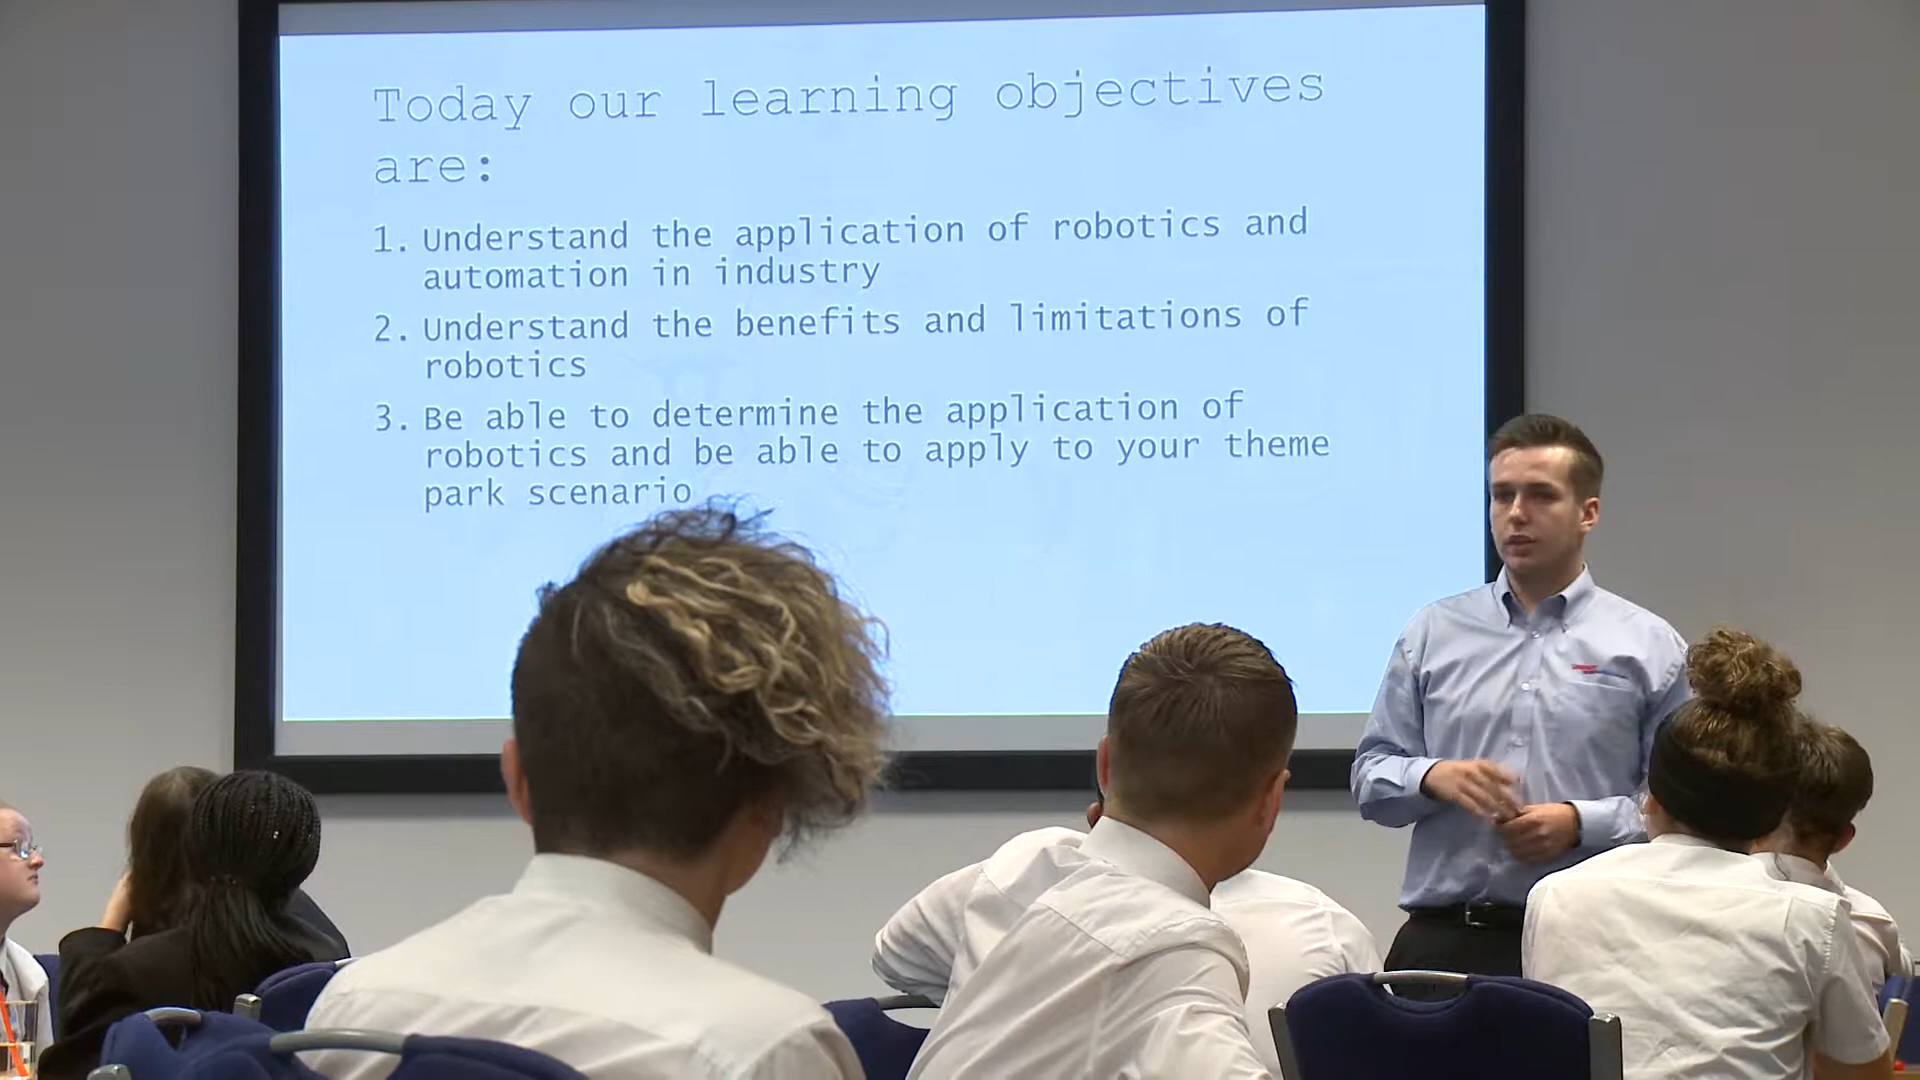 Today our learning objectives
are:
1. Understand the application of robotics and
automation in industry
2. Understand the benefits and limitations of
robotics
3. Be able to determine the application of
robotics and be able to apply to your theme
park scenario